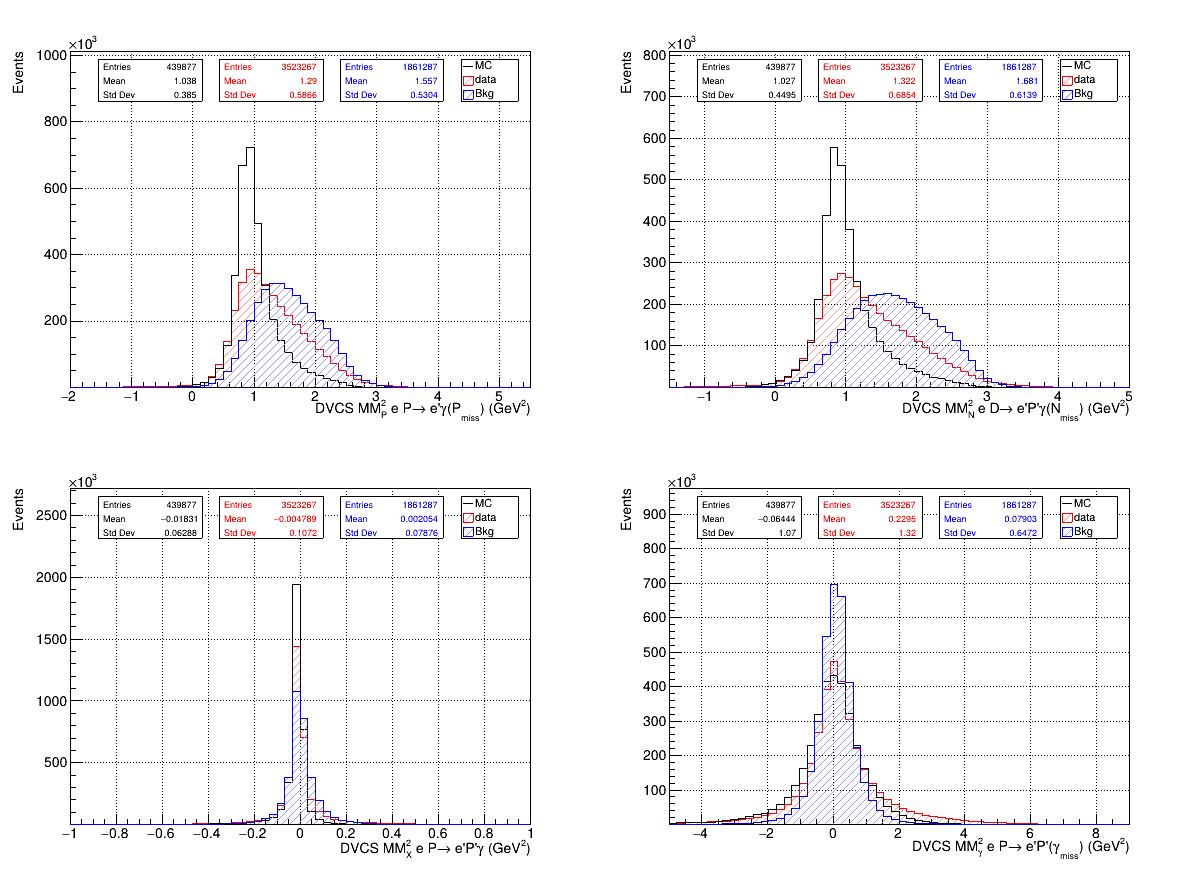 ×10³
Events
1000
800
600
400
200
Entries 439877
Mean 1.038
Std Dev 0.385
Entries 3523267
Mean 1.29
Std Dev 0.5866
Entries 1861287
Mean 1.557
Std Dev 0.5304
MC
data
Bkg
−2 −1 0 1 2 3 4 5
DVCS MM²_P e P→ e'γ(P_miss) (GeV²)
×10³
Events
800
700
600
500
400
300
200
100
Entries 439877
Mean 1.027
Std Dev 0.4495
Entries 3523267
Mean 1.322
Std Dev 0.6854
Entries 1861287
Mean 1.681
Std Dev 0.6139
MC
data
Bkg
−1 0 1 2 3 4 5
DVCS MM²_N e D→ e'P'γ(N_miss) (GeV²)
×10³
Events
2500
2000
1500
1000
500
Entries 439877
Mean −0.01831
Std Dev 0.06288
Entries 3523267
Mean −0.004789
Std Dev 0.1072
Entries 1861287
Mean 0.002054
Std Dev 0.07876
MC
data
Bkg
−1 −0.8 −0.6 −0.4 −0.2 0 0.2 0.4 0.6 0.8 1
DVCS MM²_X e P→ e'P'γ (GeV²)
×10³
Events
900
800
700
600
500
400
300
200
100
Entries 439877
Mean −0.06444
Std Dev 1.07
Entries 3523267
Mean 0.2295
Std Dev 1.32
Entries 1861287
Mean 0.07903
Std Dev 0.6472
MC
data
Bkg
−4 −2 0 2 4 6 8
DVCS MM²_γ e P→ e'P'(γ_miss) (GeV²)